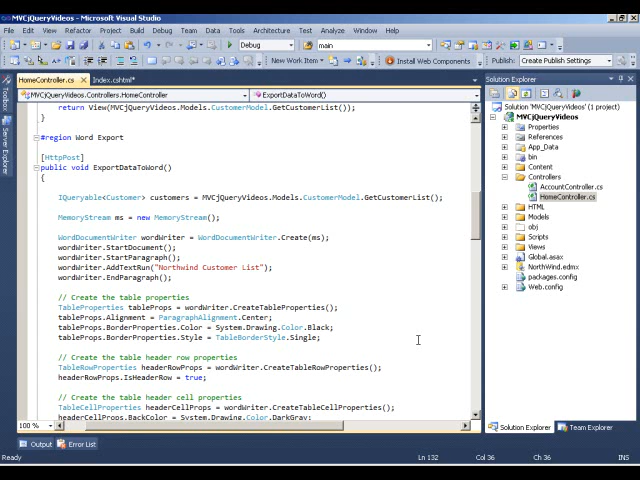 MVCjQueryVideos - Microsoft Visual Studio
File Edit View Refactor Project Build Debug Team Data Tools Architecture Test Analyze Window Help
Debug main
New Work Item Install Web Components Publish: Create Publish Settings
HomeController.cs Index.cshtml*
MVCjQueryVideos.Controllers.HomeController ExportDataToWord()
return View(MVCjQueryVideos.Models.CustomerModel.GetCustomerList());
}
#region Word Export
[HttpPost]
public void ExportDataToWord()
{
IQueryable<Customer> customers = MVCjQueryVideos.Models.CustomerModel.GetCustomerList();
MemoryStream ms = new MemoryStream();
WordDocumentWriter wordWriter = WordDocumentWriter.Create(ms);
wordWriter.StartDocument();
wordWriter.StartParagraph();
wordWriter.AddTextRun("Northwind Customer List");
wordWriter.EndParagraph();
// Create the table properties
TableProperties tableProps = wordWriter.CreateTableProperties();
tableProps.Alignment = ParagraphAlignment.Center;
tableProps.BorderProperties.Color = System.Drawing.Color.Black;
tableProps.BorderProperties.Style = TableBorderStyle.Single;
// Create the table header row properties
TableRowProperties headerRowProps = wordWriter.CreateTableRowProperties();
headerRowProps.IsHeaderRow = true;
// Create the table header cell properties
TableCellProperties headerCellProps = wordWriter.CreateTableCellProperties();
headerCellProps.BackColor = System.Drawing.Color.DarkGray;
100 %
Toolbox
Server Explorer
Solution Explorer
Solution 'MVCjQueryVideos' (1 project)
MVCjQueryVideos
Properties
References
App_Data
bin
Content
Controllers
AccountController.cs
HomeController.cs
HTML
Models
obj
Scripts
Views
Global.asax
NorthWind.edmx
packages.config
Web.config
Solution Explorer Team Explorer
Output Error List
Ready Ln 132 Col 36 Ch 36 INS